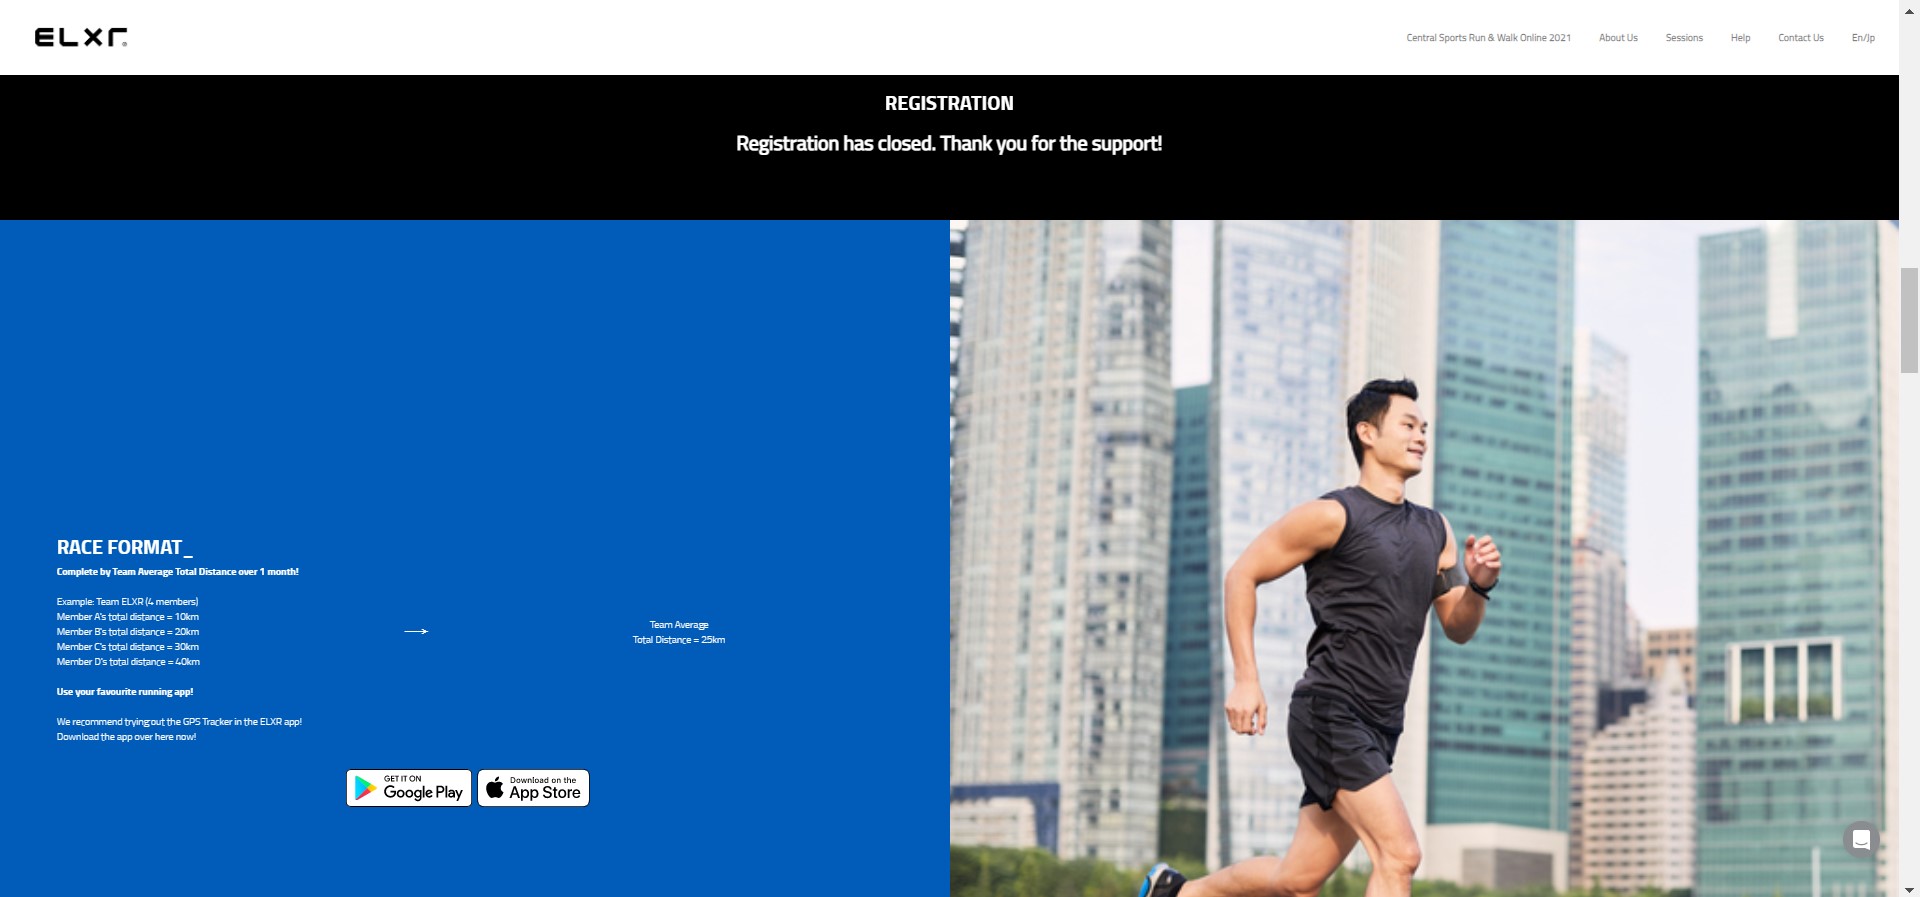 ELXR
Central Sports Run & Walk Online 2021
About Us
Sessions
Help
Contact Us
En/Jp
REGISTRATION
Registration has closed. Thank you for the support!
RACE FORMAT_
Complete by Team Average Total Distance over 1 month!
Example: Team ELXR (4 members)
Member A's total distance = 10km
Member B's total distance = 20km
Member C's total distance = 30km
Member D's total distance = 40km
→
Team Average
Total Distance = 25km
Use your favourite running app!
We recommend trying out the GPS Tracker in the ELXR app!
Download the app over here now!
GET IT ON
Google Play
Download on the
App Store